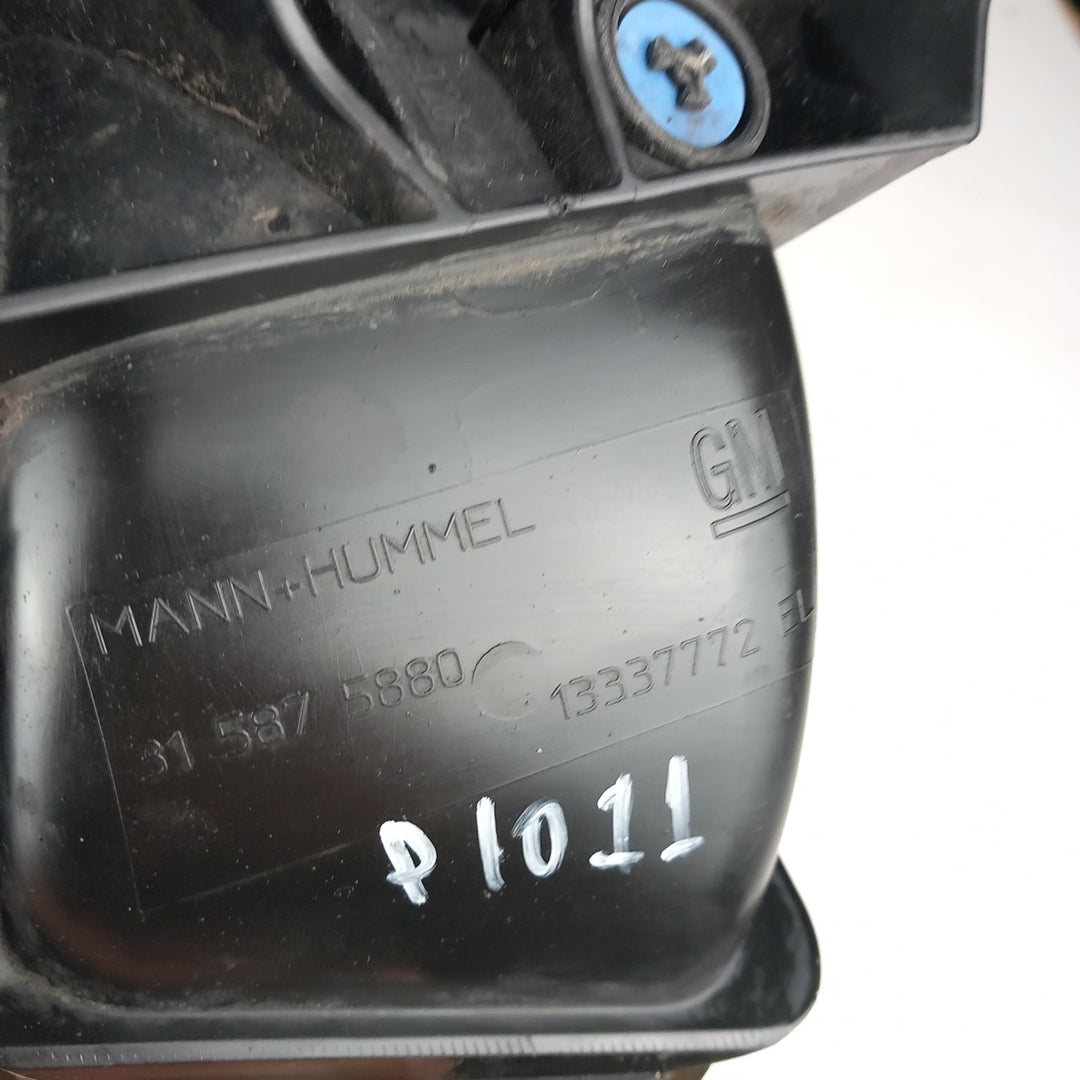 GM
MANN+HUMMEL
31 587 5880 13337772 EL
P1011